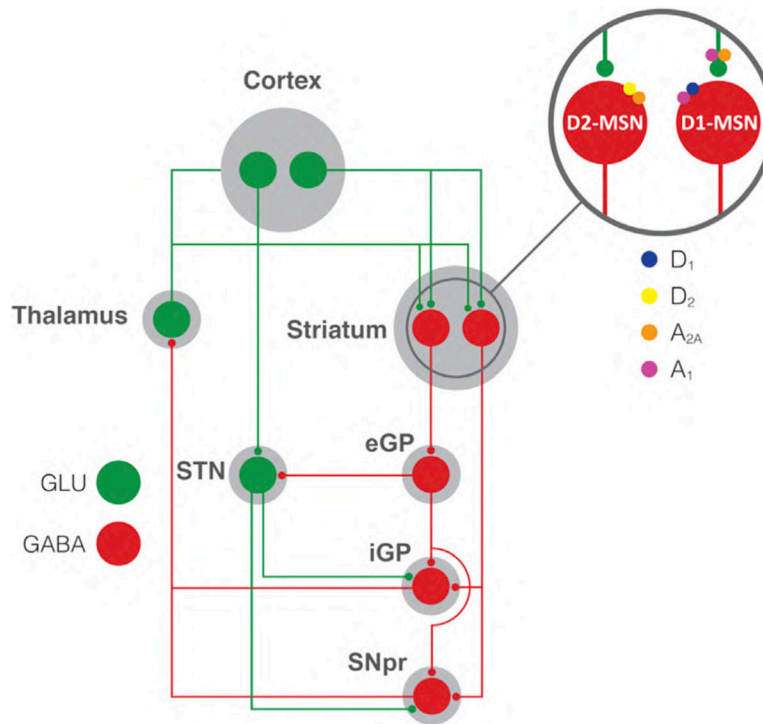 Cortex
D2-MSN
D1-MSN
D₁
D₂
A₂A
A₁
Thalamus
Striatum
eGP
STN
GLU
GABA
iGP
SNpr